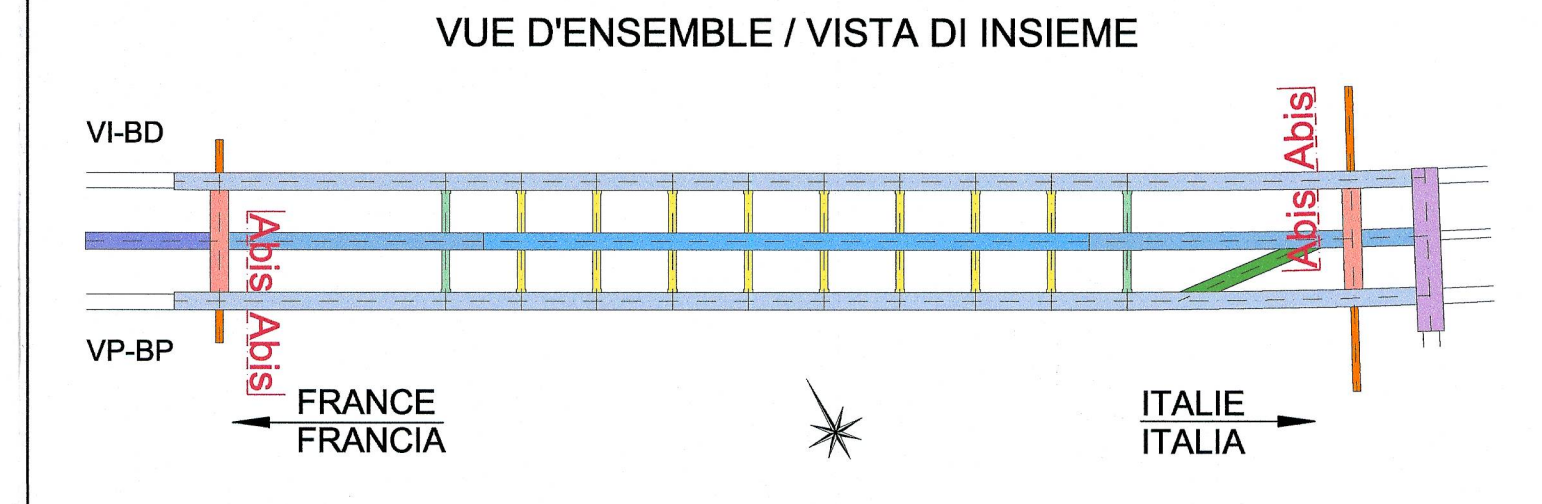 VUE D'ENSEMBLE / VISTA DI INSIEME
VI-BD
Abis
Abis
Abis
Abis
VP-BP
FRANCE
FRANCIA
ITALIE
ITALIA